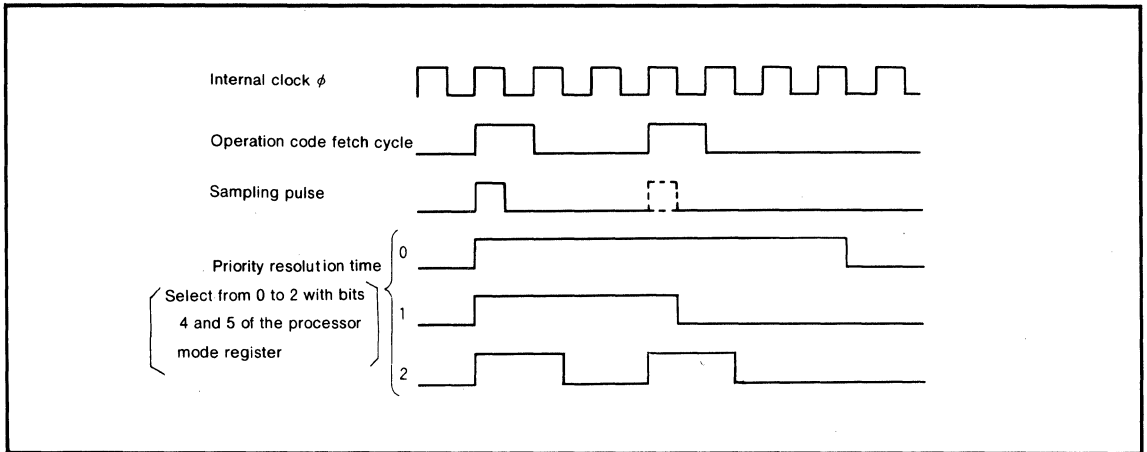 Internal clock ϕ
Operation code fetch cycle
Sampling pulse
Priority resolution time
Select from 0 to 2 with bits
4 and 5 of the processor
mode register
0
1
2